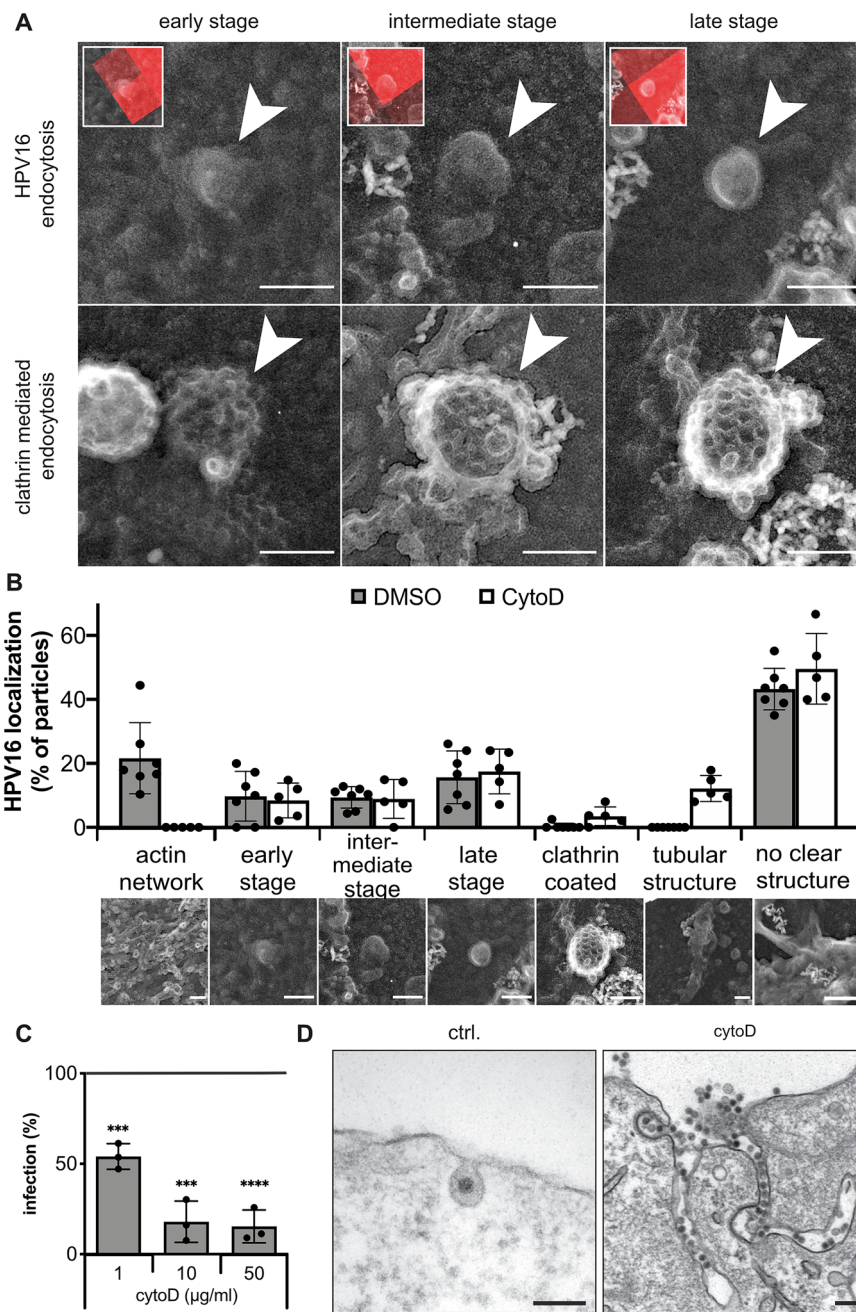 A
early stage
intermediate stage
late stage
HPV16
endocytosis
clathrin mediated
endocytosis
B
DMSO
CytoD
HPV16 localization
(% of particles)
60
40
20
0
actin
network
early
stage
inter-
mediate
stage
late
stage
clathrin
coated
tubular
structure
no clear
structure
C
infection (%)
100
50
0
***
***
****
1
10
50
cytoD (µg/ml)
D
ctrl.
cytoD